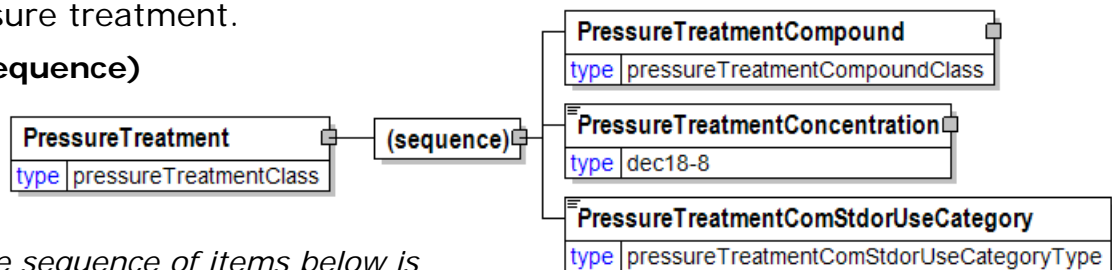 sure treatment.
equence)
PressureTreatment
type pressureTreatmentClass
(sequence)
PressureTreatmentCompound
type pressureTreatmentCompoundClass
PressureTreatmentConcentration
type dec18-8
PressureTreatmentComStdorUseCategory
type pressureTreatmentComStdorUseCategoryType
e sequence of items below is